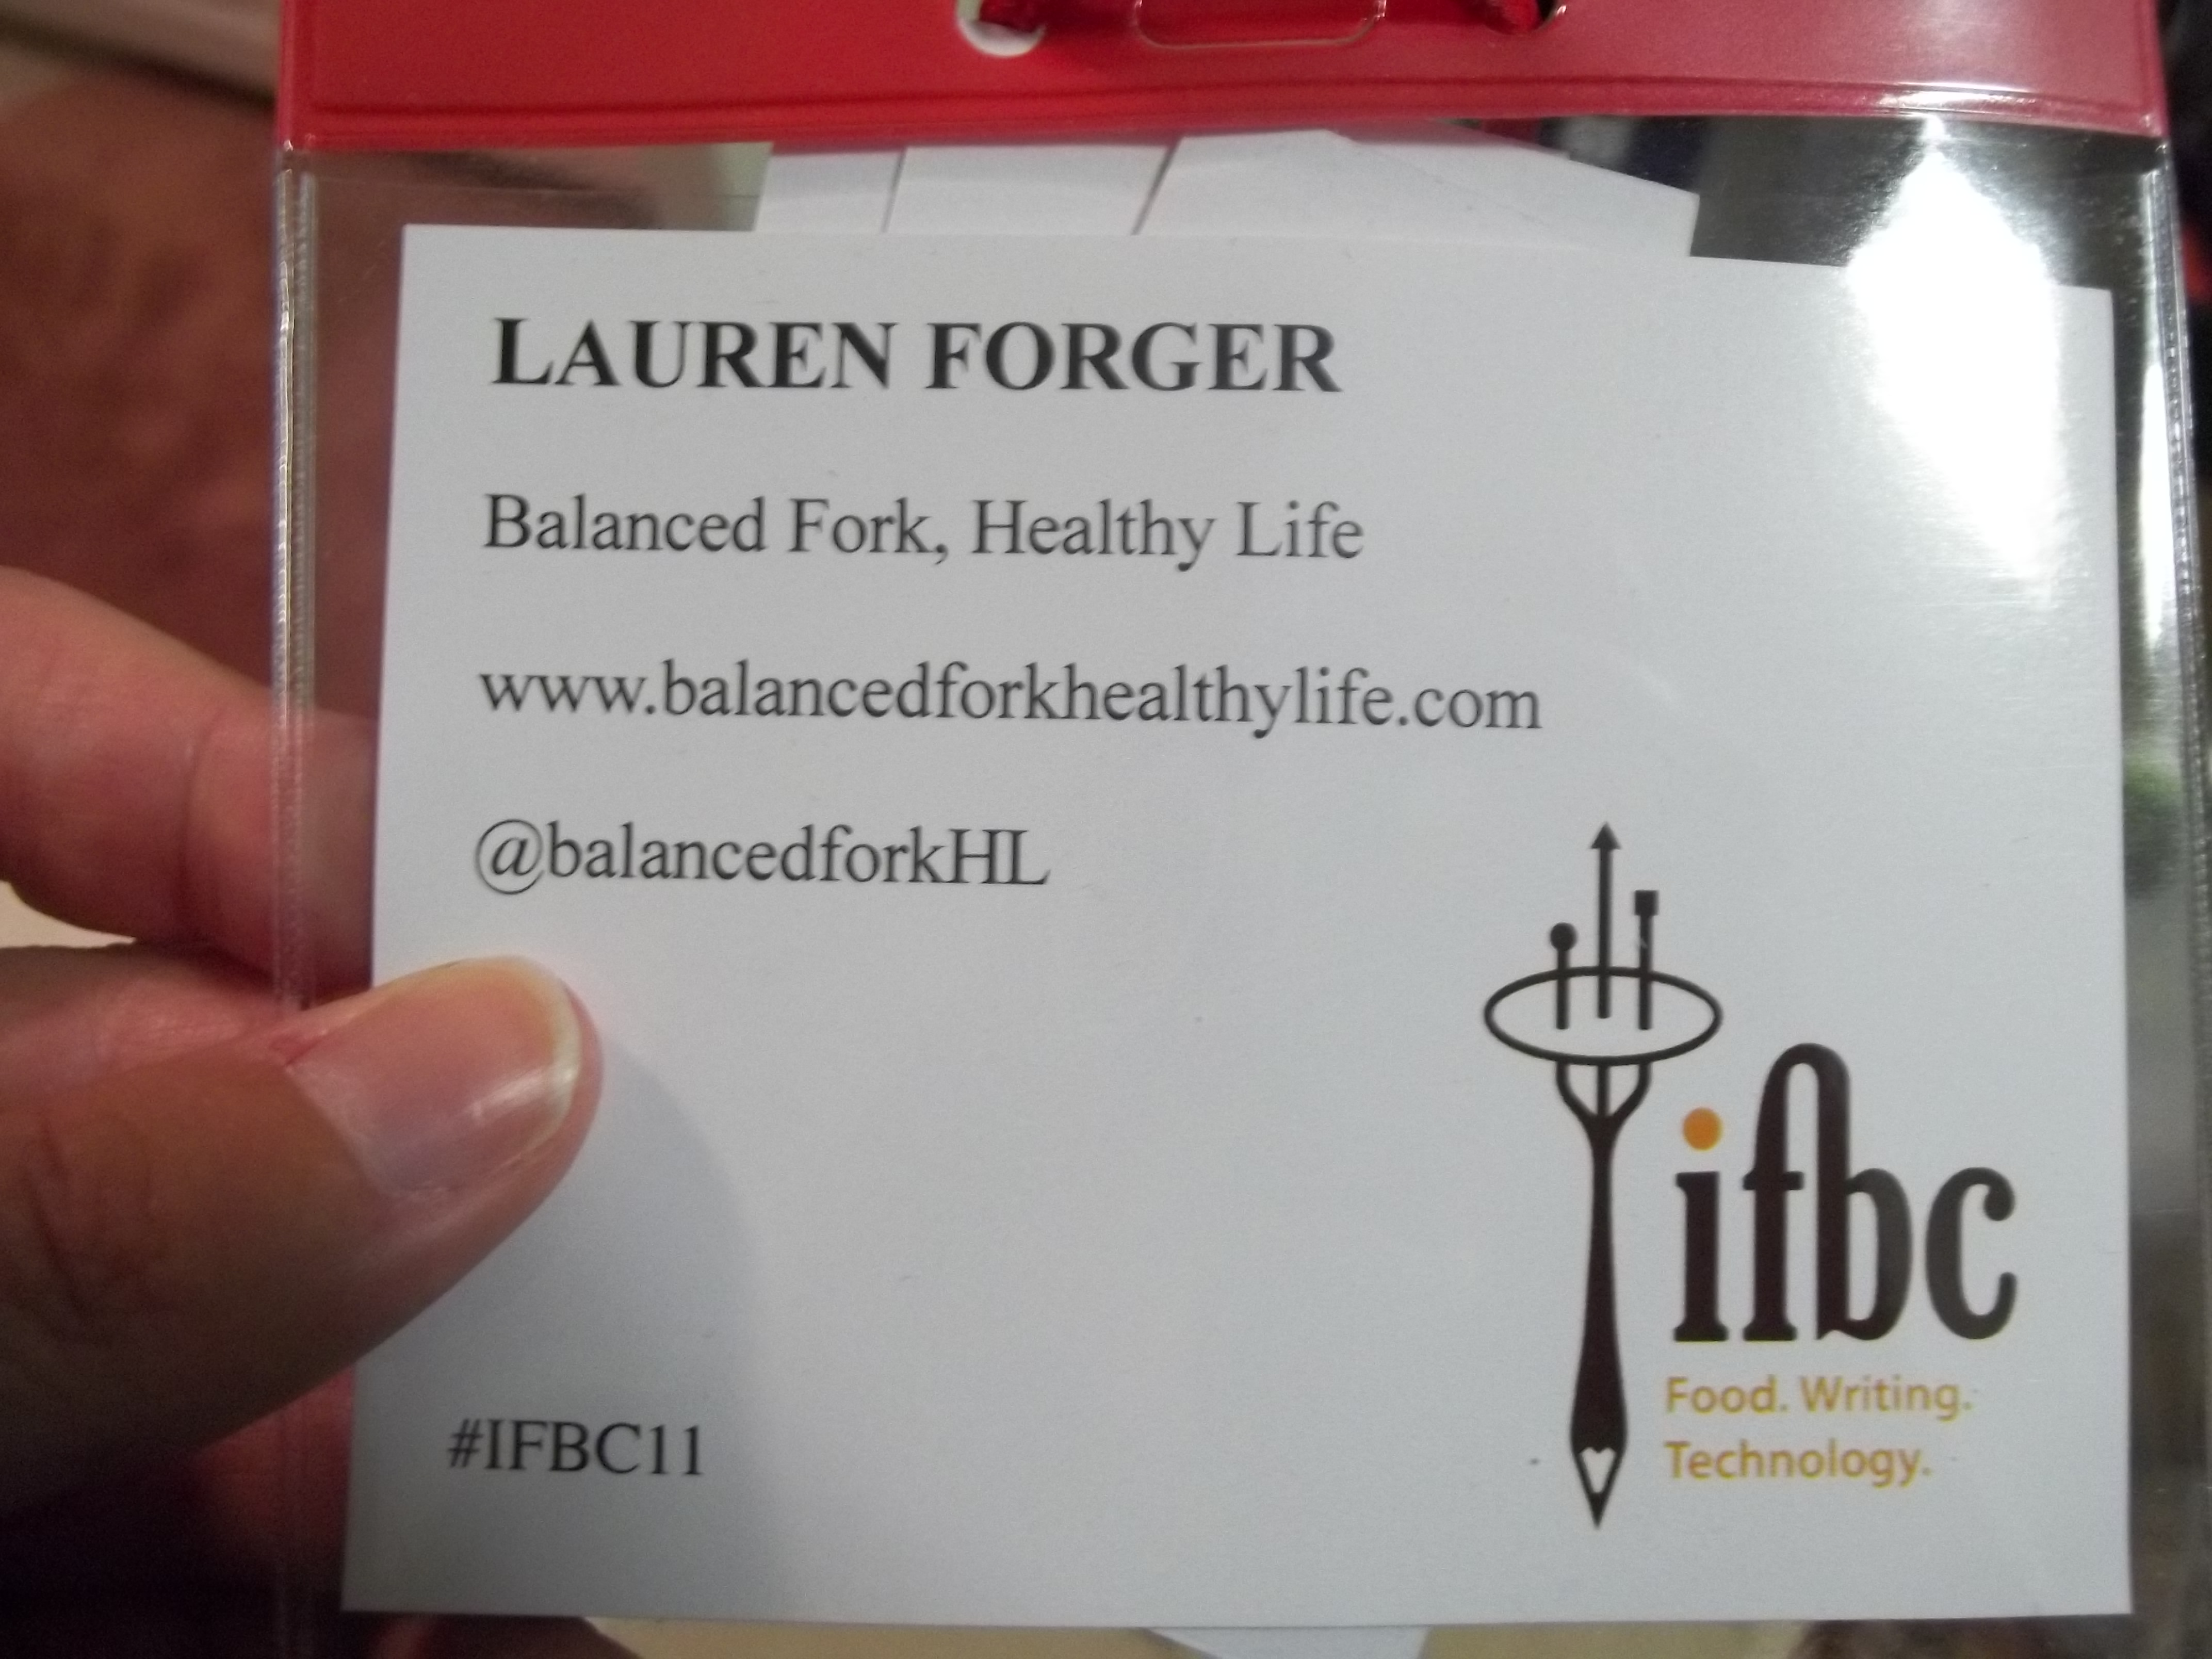 LAUREN FORGER
Balanced Fork, Healthy Life
www.balancedforkhealthylife.com
@balancedforkHL
ifbc
Food. Writing.
Technology.
#IFBC11